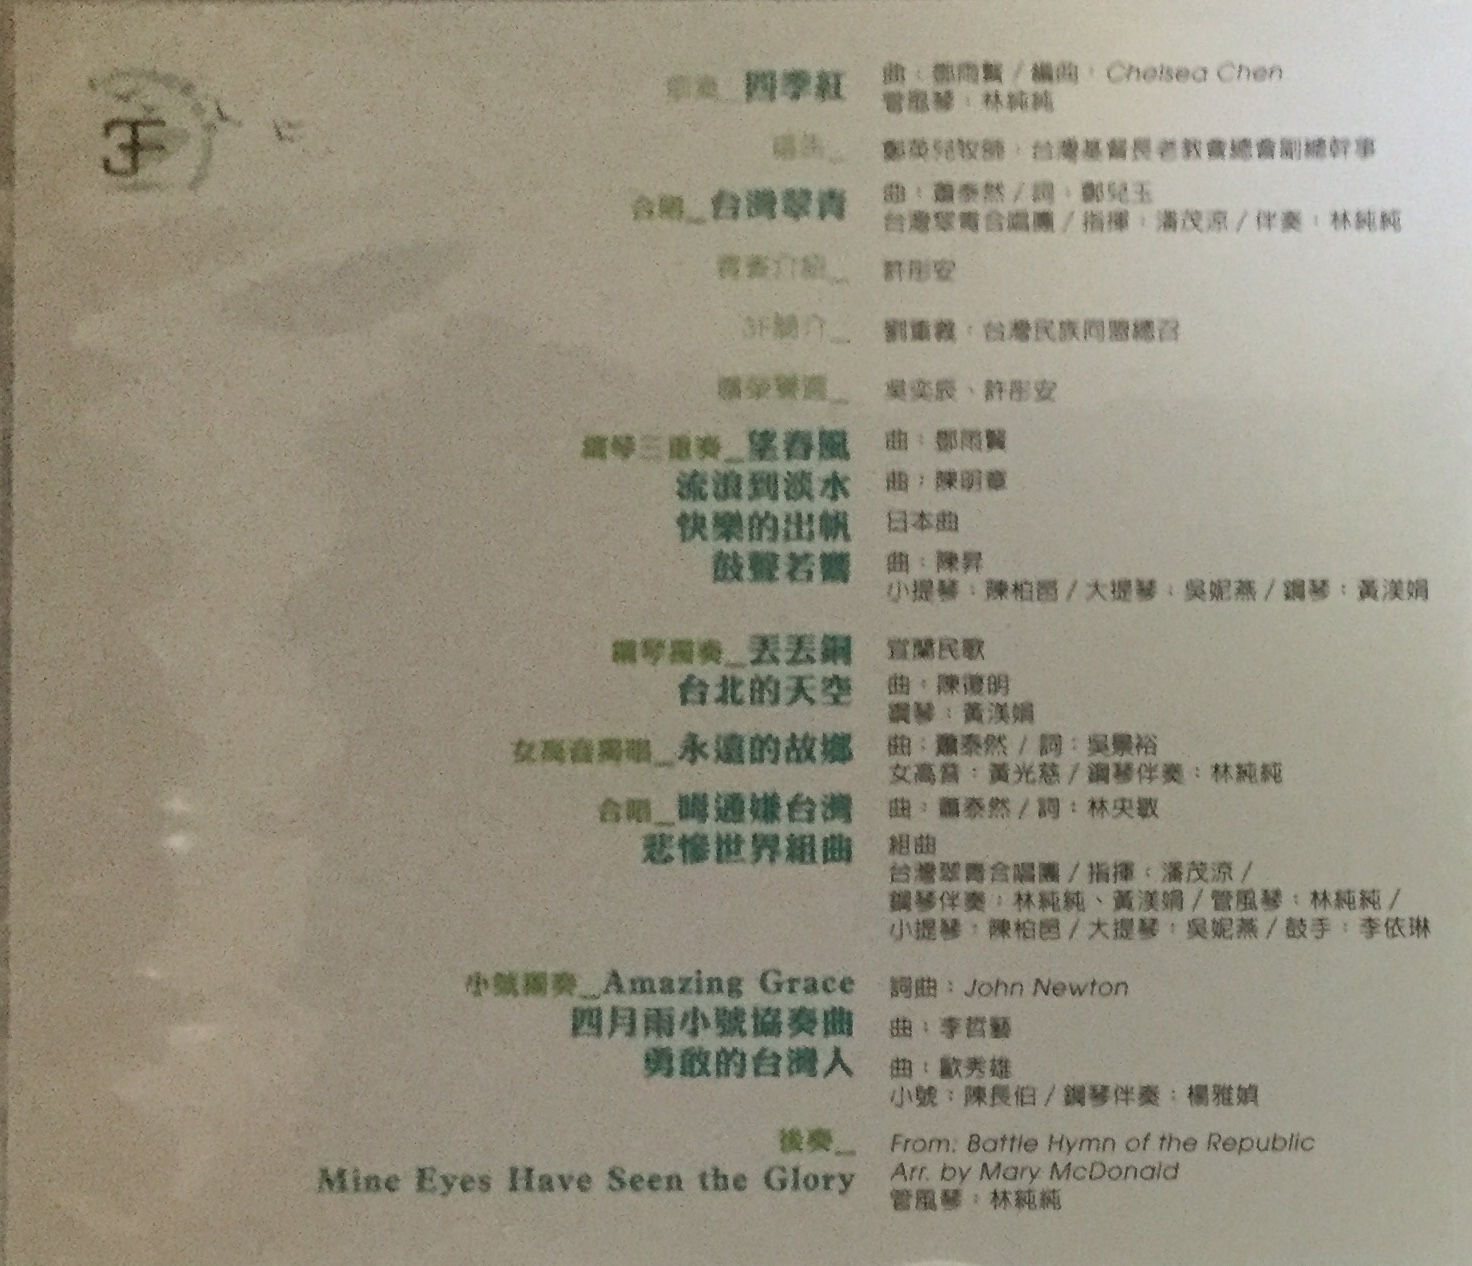 前奏_四季紅 曲：鄧雨賢 / 編曲：Chelsea Chen
管風琴：林純純
禱告_ 鄭英兒牧師，台灣基督長老教會總會副總幹事
合唱_台灣翠青 曲：蕭泰然 / 詞：鄭兒玉
台灣翠青合唱團 / 指揮：潘茂涼 / 伴奏：林純純
貴賓介紹_ 許彤安
簡介_ 劉重義，台灣民族同盟總召
吳奕辰、許彤安
鋼琴三重奏_望春風 曲：鄧雨賢
流浪到淡水 曲：陳明章
快樂的出帆 日本曲
鼓聲若響 曲：陳昇
小提琴：陳柏邑 / 大提琴：吳妮燕 / 鋼琴：黃渼娟
鋼琴獨奏_丟丟銅 宜蘭民歌
台北的天空 曲：陳復明
鋼琴：黃渼娟
女高音獨唱_永遠的故鄉 曲：蕭泰然 / 詞：吳景裕
女高音：黃光慈 / 鋼琴伴奏：林純純
合唱_嘸通嫌台灣 曲：蕭泰然 / 詞：林央敏
悲慘世界組曲 組曲
台灣翠青合唱團 / 指揮：潘茂涼 /
鋼琴伴奏：林純純、黃渼娟 / 管風琴：林純純 /
小提琴：陳柏邑 / 大提琴：吳妮燕 / 鼓手：李依琳
小號獨奏_Amazing Grace 詞曲：John Newton
四月雨小號協奏曲 曲：李哲藝
勇敢的台灣人 曲：歐秀雄
小號：陳長伯 / 鋼琴伴奏：楊雅媜
後奏_ From: Battle Hymn of the Republic
Mine Eyes Have Seen the Glory Arr. by Mary McDonald
管風琴：林純純